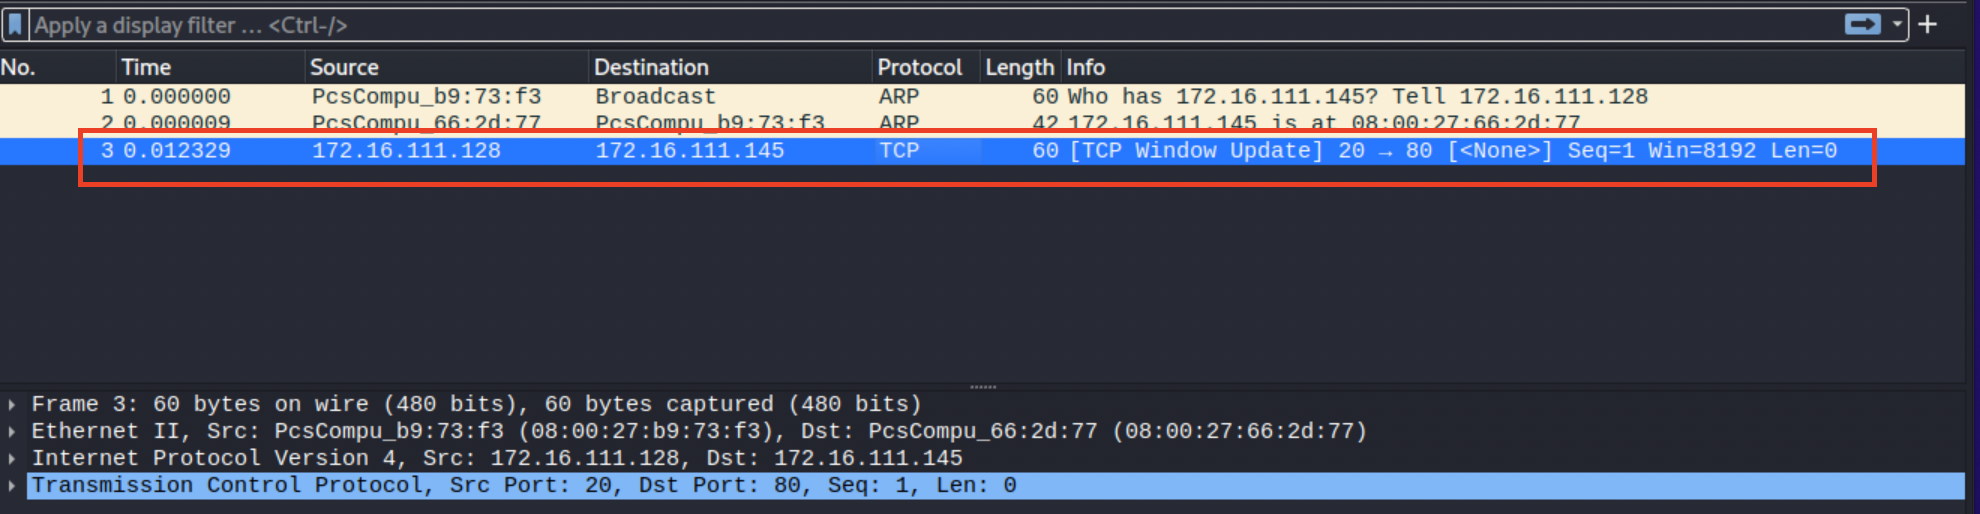 Apply a display filter ... <Ctrl-/>
No. Time Source Destination Protocol Length Info
1 0.000000 PcsCompu_b9:73:f3 Broadcast ARP 60 Who has 172.16.111.145? Tell 172.16.111.128
2 0.000009 PcsCompu_66:2d:77 PcsCompu_b9:73:f3 ARP 42 172.16.111.145 is at 08:00:27:66:2d:77
3 0.012329 172.16.111.128 172.16.111.145 TCP 60 [TCP Window Update] 20 → 80 [<None>] Seq=1 Win=8192 Len=0
Frame 3: 60 bytes on wire (480 bits), 60 bytes captured (480 bits)
Ethernet II, Src: PcsCompu_b9:73:f3 (08:00:27:b9:73:f3), Dst: PcsCompu_66:2d:77 (08:00:27:66:2d:77)
Internet Protocol Version 4, Src: 172.16.111.128, Dst: 172.16.111.145
Transmission Control Protocol, Src Port: 20, Dst Port: 80, Seq: 1, Len: 0